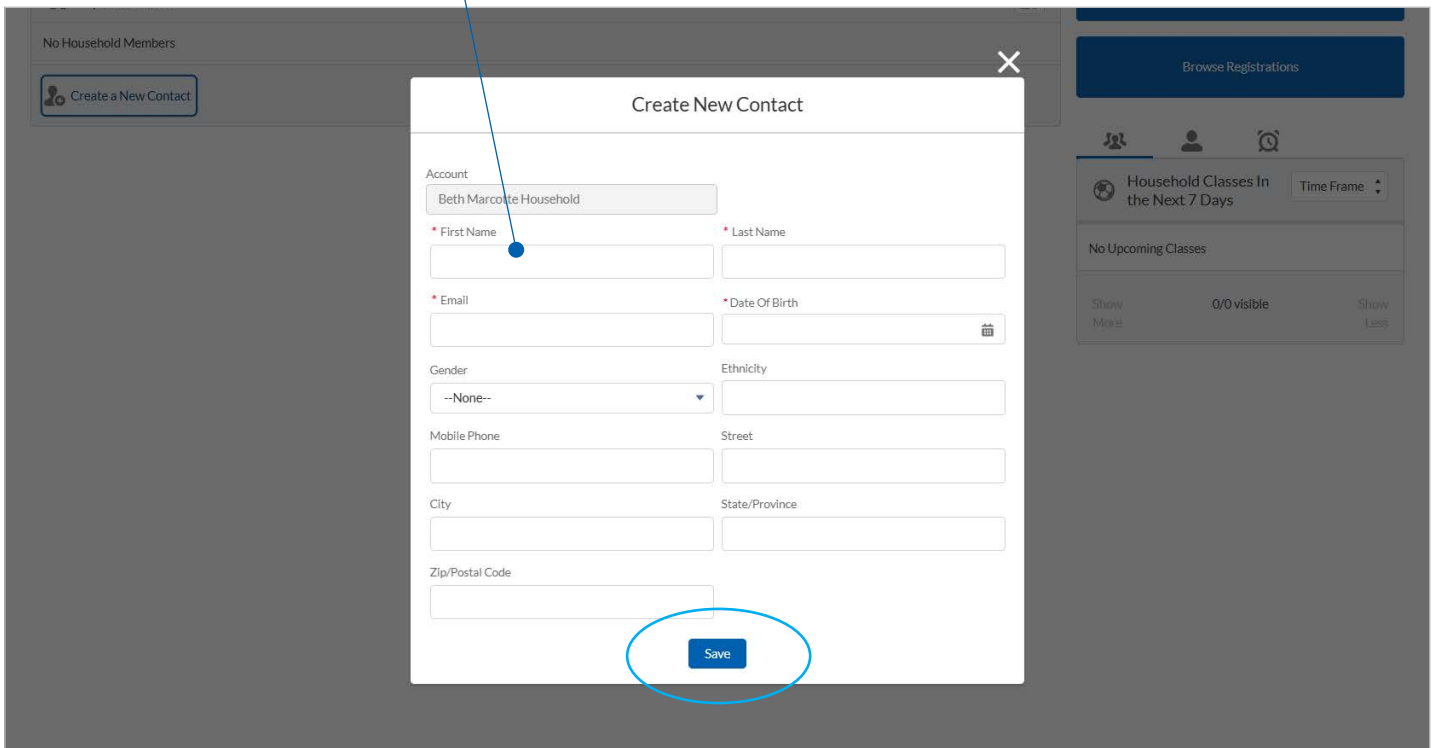 No Household Members
Create a New Contact
Create New Contact
Account
Beth Marcotte Household
* First Name
* Last Name
* Email
* Date Of Birth
Gender
Ethnicity
--None--
Mobile Phone
Street
City
State/Province
Zip/Postal Code
Save
Browse Registrations
Household Classes In
the Next 7 Days
Time Frame
No Upcoming Classes
Show
More
0/0 visible
Show
Less